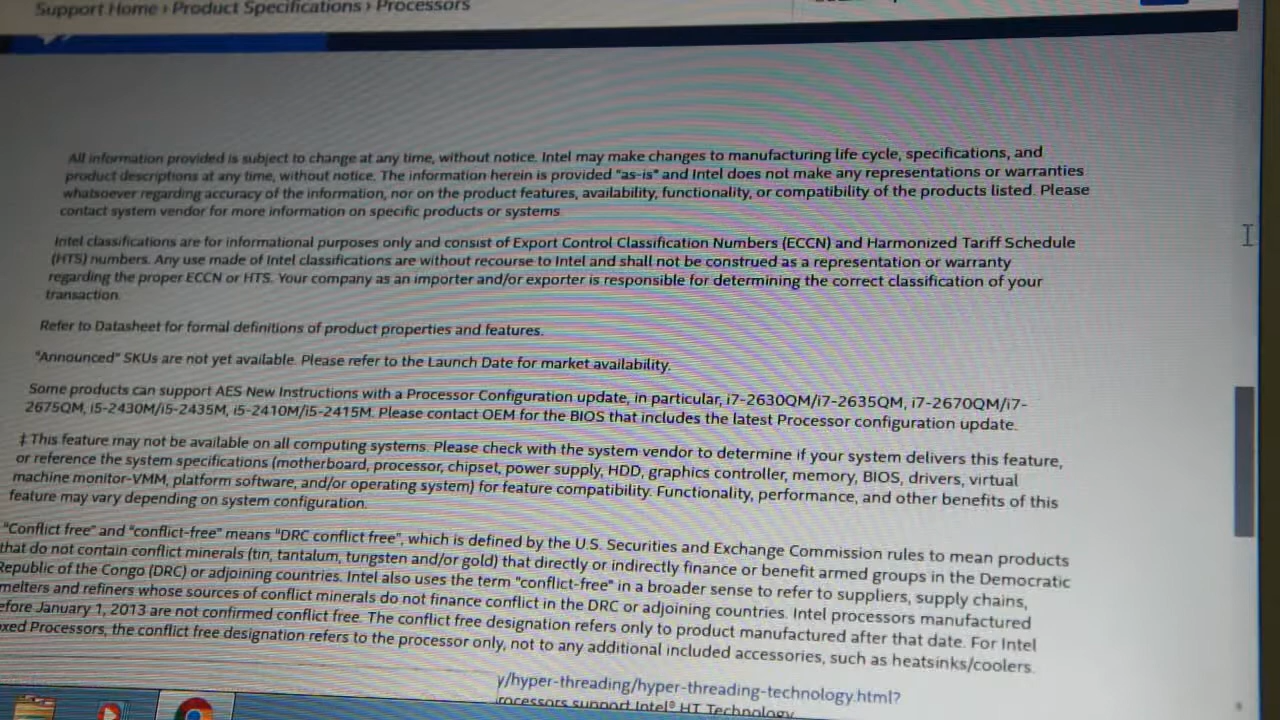 Support Home › Product Specifications › Processors
All information provided is subject to change at any time, without notice. Intel may make changes to manufacturing life cycle, specifications, and
product descriptions at any time, without notice. The information herein is provided "as-is" and Intel does not make any representations or warranties
whatsoever regarding accuracy of the information, nor on the product features, availability, functionality, or compatibility of the products listed. Please
contact system vendor for more information on specific products or systems.
Intel classifications are for informational purposes only and consist of Export Control Classification Numbers (ECCN) and Harmonized Tariff Schedule
(HTS) numbers. Any use made of Intel classifications are without recourse to Intel and shall not be construed as a representation or warranty
regarding the proper ECCN or HTS. Your company as an importer and/or exporter is responsible for determining the correct classification of your
transaction.
Refer to Datasheet for formal definitions of product properties and features.
"Announced" SKUs are not yet available. Please refer to the Launch Date for market availability.
Some products can support AES New Instructions with a Processor Configuration update, in particular, i7-2630QM/i7-2635QM, i7-2670QM/i7-
2675QM, i5-2430M/i5-2435M, i5-2410M/i5-2415M. Please contact OEM for the BIOS that includes the latest Processor configuration update.
‡ This feature may not be available on all computing systems. Please check with the system vendor to determine if your system delivers this feature,
or reference the system specifications (motherboard, processor, chipset, power supply, HDD, graphics controller, memory, BIOS, drivers, virtual
machine monitor-VMM, platform software, and/or operating system) for feature compatibility. Functionality, performance, and other benefits of this
feature may vary depending on system configuration.
"Conflict free" and "conflict-free" means "DRC conflict free", which is defined by the U.S. Securities and Exchange Commission rules to mean products
that do not contain conflict minerals (tin, tantalum, tungsten and/or gold) that directly or indirectly finance or benefit armed groups in the Democratic
Republic of the Congo (DRC) or adjoining countries. Intel also uses the term "conflict-free" in a broader sense to refer to suppliers, supply chains,
melters and refiners whose sources of conflict minerals do not finance conflict in the DRC or adjoining countries. Intel processors manufactured
efore January 1, 2013 are not confirmed conflict free. The conflict free designation refers only to product manufactured after that date. For Intel
xed Processors, the conflict free designation refers to the processor only, not to any additional included accessories, such as heatsinks/coolers.
y/hyper-threading/hyper-threading-technology.html?
rocessors support Intel® HT Technology